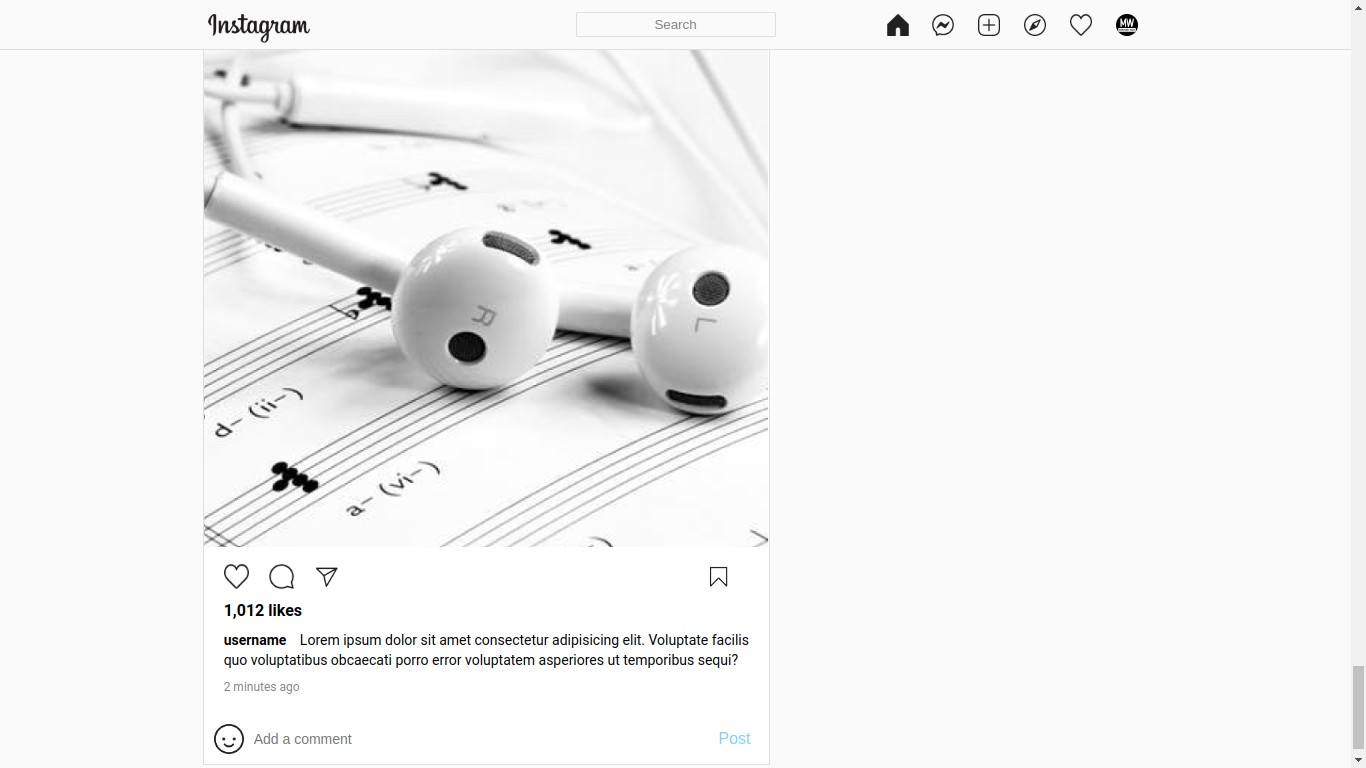 Instagram
Search
MW
R
L
d– (ii–)
a– (vi–)
1,012 likes
username Lorem ipsum dolor sit amet consectetur adipisicing elit. Voluptate facilis
quo voluptatibus obcaecati porro error voluptatem asperiores ut temporibus sequi?
2 minutes ago
Add a comment
Post